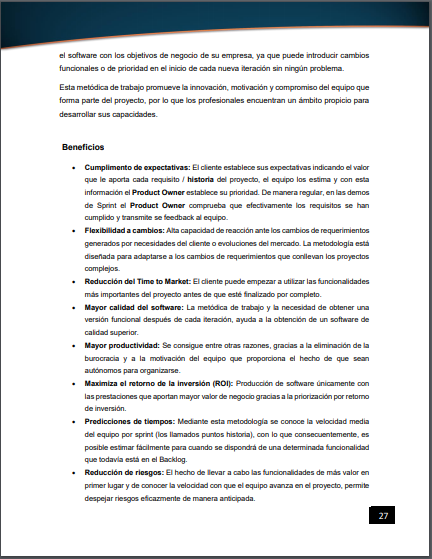 el software con los objetivos de negocio de su empresa, ya que puede introducir cambios
funcionales o de prioridad en el inicio de cada nueva iteración sin ningún problema.
Esta metódica de trabajo promueve la innovación, motivación y compromiso del equipo que
forma parte del proyecto, por lo que los profesionales encuentran un ámbito propicio para
desarrollar sus capacidades.
Beneficios
• Cumplimento de expectativas: El cliente establece sus expectativas indicando el valor
que le aporta cada requisito / historia del proyecto, el equipo los estima y con esta
información el Product Owner establece su prioridad. De manera regular, en las demos
de Sprint el Product Owner comprueba que efectivamente los requisitos se han
cumplido y transmite se feedback al equipo.
• Flexibilidad a cambios: Alta capacidad de reacción ante los cambios de requerimientos
generados por necesidades del cliente o evoluciones del mercado. La metodología está
diseñada para adaptarse a los cambios de requerimientos que conllevan los proyectos
complejos.
• Reducción del Time to Market: El cliente puede empezar a utilizar las funcionalidades
más importantes del proyecto antes de que esté finalizado por completo.
• Mayor calidad del software: La metódica de trabajo y la necesidad de obtener una
versión funcional después de cada iteración, ayuda a la obtención de un software de
calidad superior.
• Mayor productividad: Se consigue entre otras razones, gracias a la eliminación de la
burocracia y a la motivación del equipo que proporciona el hecho de que sean
autónomos para organizarse.
• Maximiza el retorno de la inversión (ROI): Producción de software únicamente con
las prestaciones que aportan mayor valor de negocio gracias a la priorización por retorno
de inversión.
• Predicciones de tiempos: Mediante esta metodología se conoce la velocidad media
del equipo por sprint (los llamados puntos historia), con lo que consecuentemente, es
posible estimar fácilmente para cuando se dispondrá de una determinada funcionalidad
que todavía está en el Backlog.
• Reducción de riesgos: El hecho de llevar a cabo las funcionalidades de más valor en
primer lugar y de conocer la velocidad con que el equipo avanza en el proyecto, permite
despejar riesgos eficazmente de manera anticipada.
27